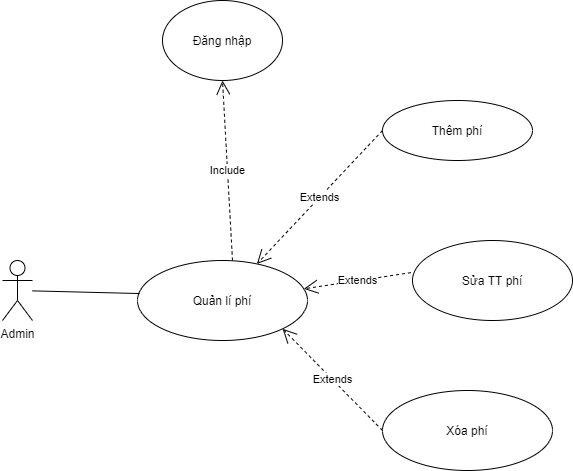 Đăng nhập
Thêm phí
Include
Extends
Extends
Sửa TT phí
Quản lí phí
Admin
Extends
Xóa phí